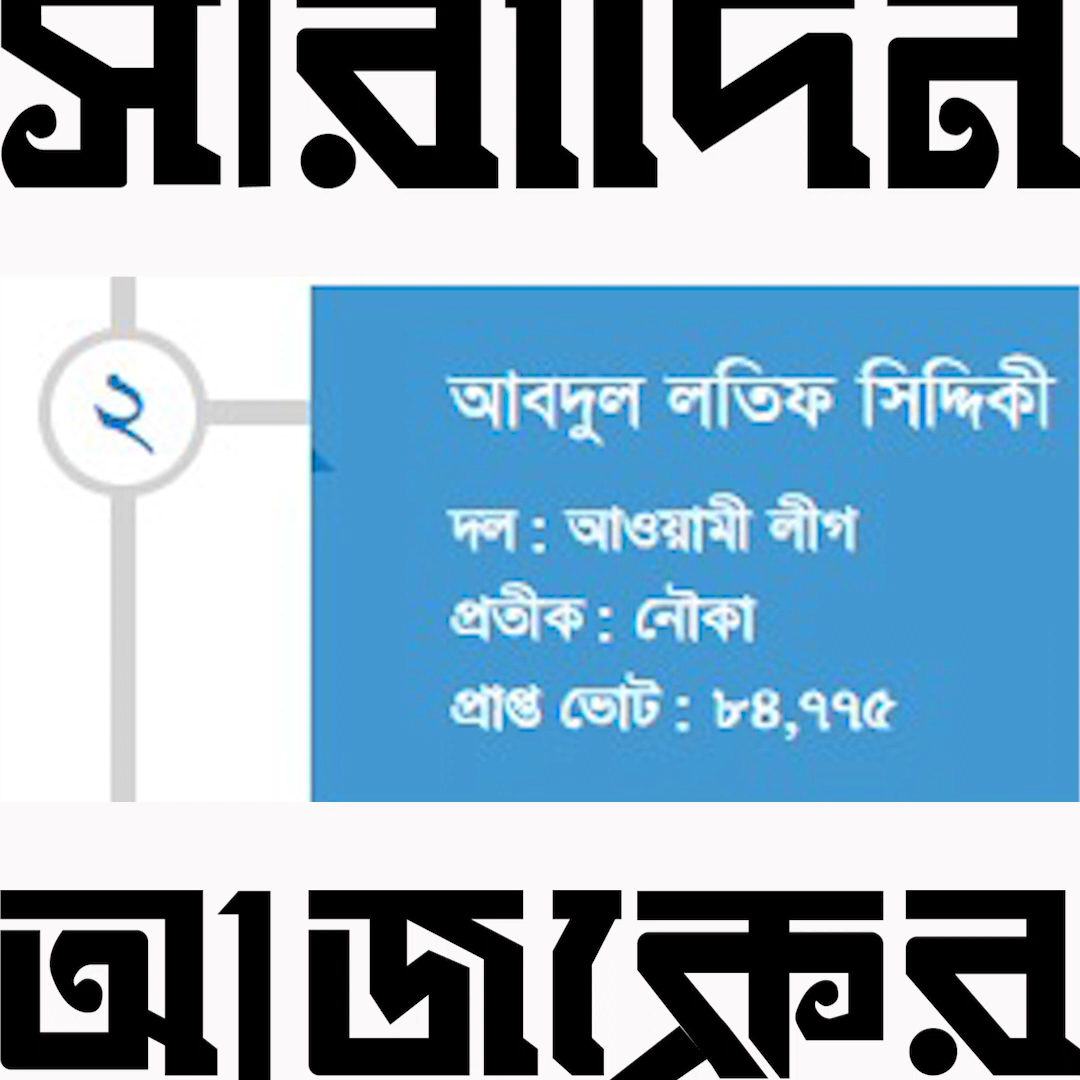 সারাদিন
২
আবদুল লতিফ সিদ্দিকী
দল : আওয়ামী লীগ
প্রতীক : নৌকা
প্রাপ্ত ভোট : ৮৪,৭৭৫
আজকের